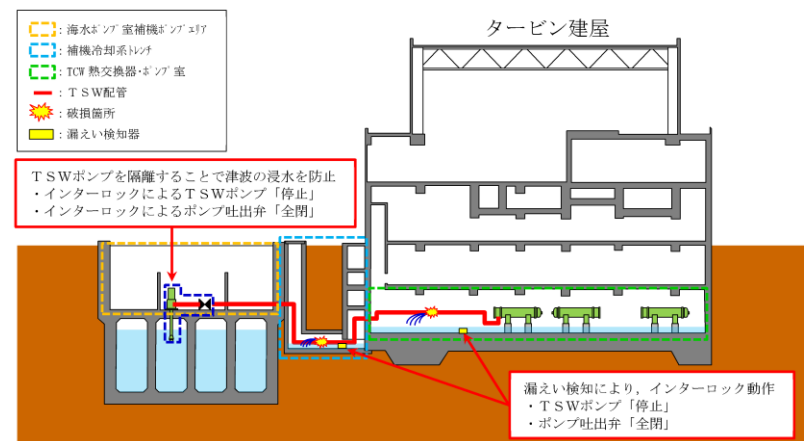 タービン建屋
：海水ポンプ室補機ポンプエリア
：補機冷却系トレンチ
：TCW 熱交換器・ポンプ室
：ＴＳＷ配管
：破損箇所
：漏えい検知器
ＴＳＷポンプを隔離することで津波の浸水を防止
・インターロックによるＴＳＷポンプ「停止」
・インターロックによるポンプ吐出弁「全閉」
漏えい検知により，インターロック動作
・ＴＳＷポンプ「停止」
・ポンプ吐出弁「全閉」